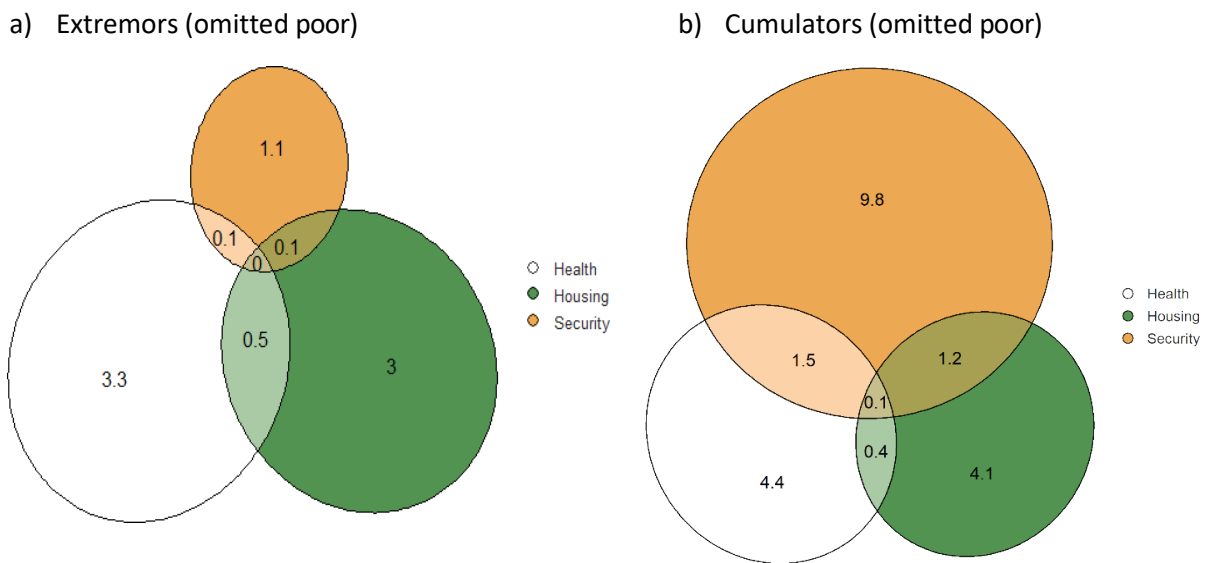 a) Extremors (omitted poor)
1.1
0.1
0.1
0
0.5
3.3
3
Health
Housing
Security
b) Cumulators (omitted poor)
9.8
1.5
1.2
0.1
0.4
4.4
4.1
Health
Housing
Security